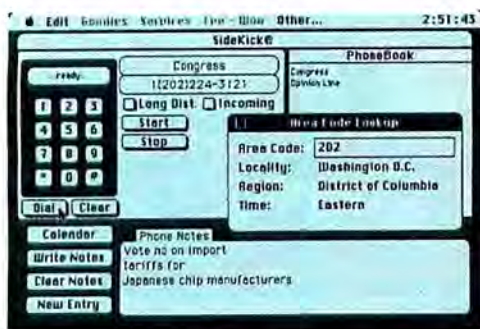 Edit Goodies Services Other... 2:51:43
SideKick®
ready
1 2 3
4 5 6
7 8 9
* 0 #
Dial Clear
Congress
1(202)224-3121
Long Dist. Incoming
Start
Stop
PhoneBook
Congress
Opinion Line
Area Code Lookup
Area Code: 202
Locality: Washington D.C.
Region: District of Columbia
Time: Eastern
Calendar
Write Notes
Clear Notes
New Entry
Phone Notes
Vote no on import
tariffs for
Japanese chip manufacturers